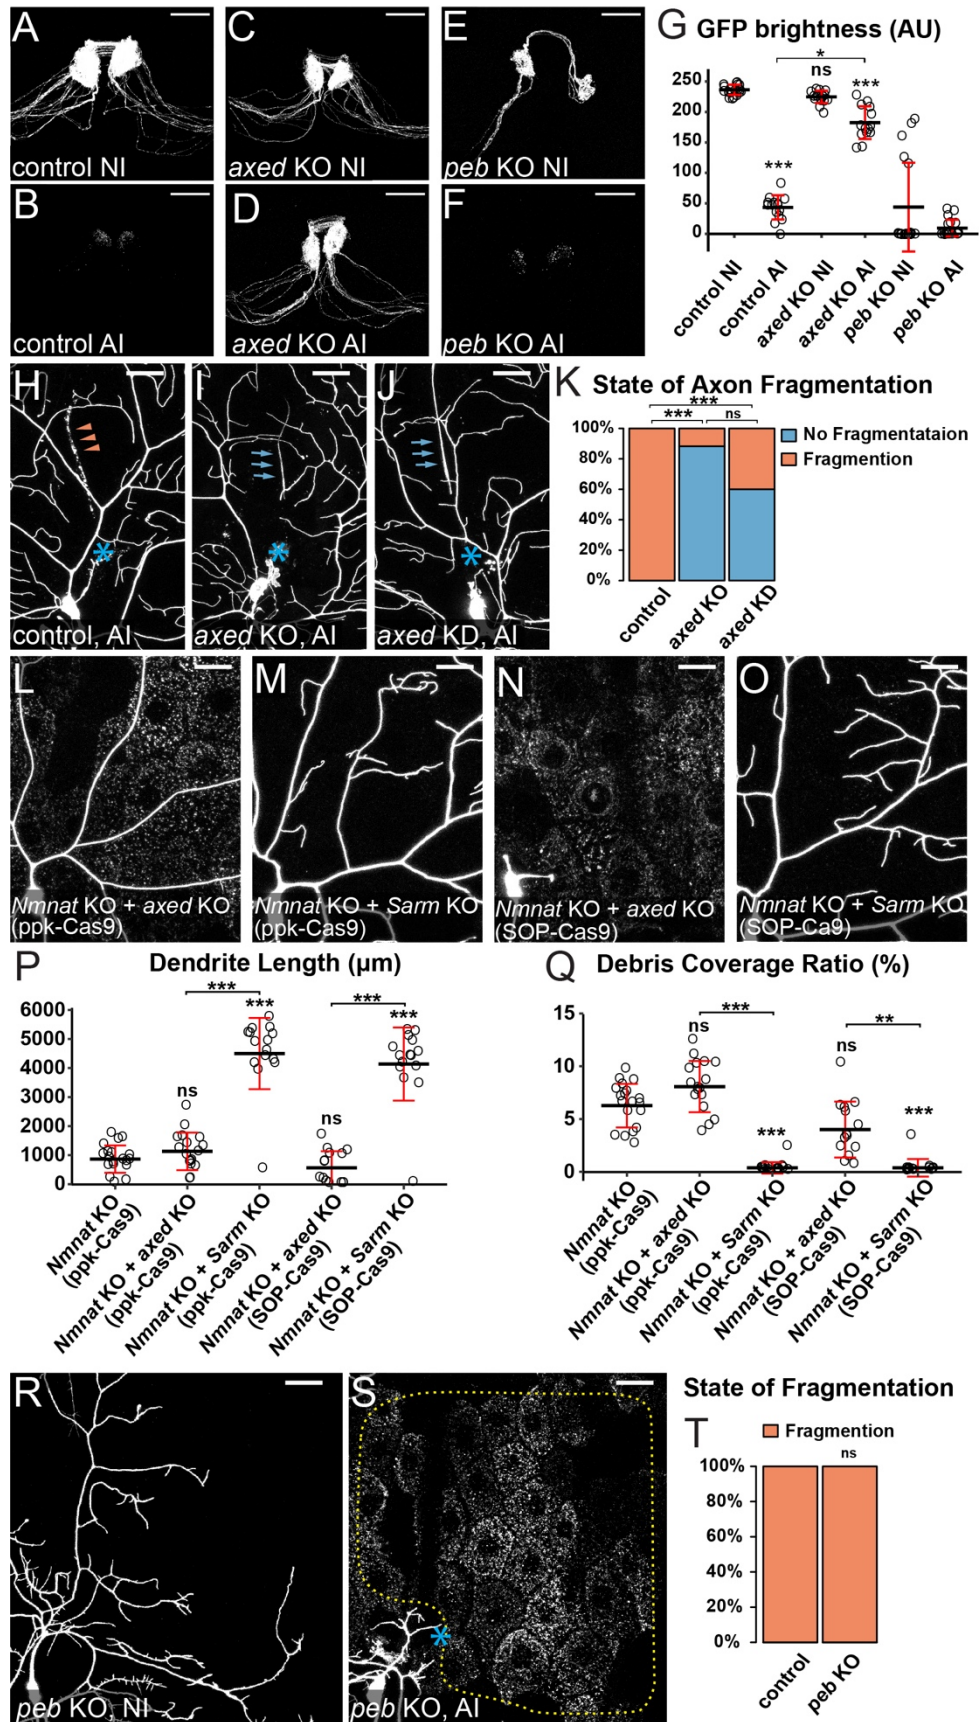 A
control NI
C
axed KO NI
E
peb KO NI
B
control AI
D
axed KO AI
F
peb KO AI
G GFP brightness (AU)
*
ns
***
***
250
200
150
100
50
0
control NI
control AI
axed KO NI
axed KO AI
peb KO NI
peb KO AI
H
control, AI
I
axed KO, AI
J
axed KD, AI
K State of Axon Fragmentation
***
*** ns
No Fragmentataion
Fragmention
100%
80%
60%
40%
20%
0%
control
axed KO
axed KD
L
Nmnat KO + axed KO
(ppk-Cas9)
M
Nmnat KO + Sarm KO
(ppk-Cas9)
N
Nmnat KO + axed KO
(SOP-Cas9)
O
Nmnat KO + Sarm KO
(SOP-Ca9)
P Dendrite Length (µm)
*** ***
*** ***
ns ns
6000
5000
4000
3000
2000
1000
0
Nmnat KO
(ppk-Cas9)
Nmnat KO + axed KO
(ppk-Cas9)
Nmnat KO + Sarm KO
(ppk-Cas9)
Nmnat KO + axed KO
(SOP-Cas9)
Nmnat KO + Sarm KO
(SOP-Cas9)
Q Debris Coverage Ratio (%)
*** **
ns ns
*** ***
15
10
5
0
Nmnat KO
(ppk-Cas9)
Nmnat KO + axed KO
(ppk-Cas9)
Nmnat KO + Sarm KO
(ppk-Cas9)
Nmnat KO + axed KO
(SOP-Cas9)
Nmnat KO + Sarm KO
(SOP-Cas9)
R
peb KO, NI
S
peb KO, AI
State of Fragmentation
T
Fragmention
ns
100%
80%
60%
40%
20%
0%
control
peb KO